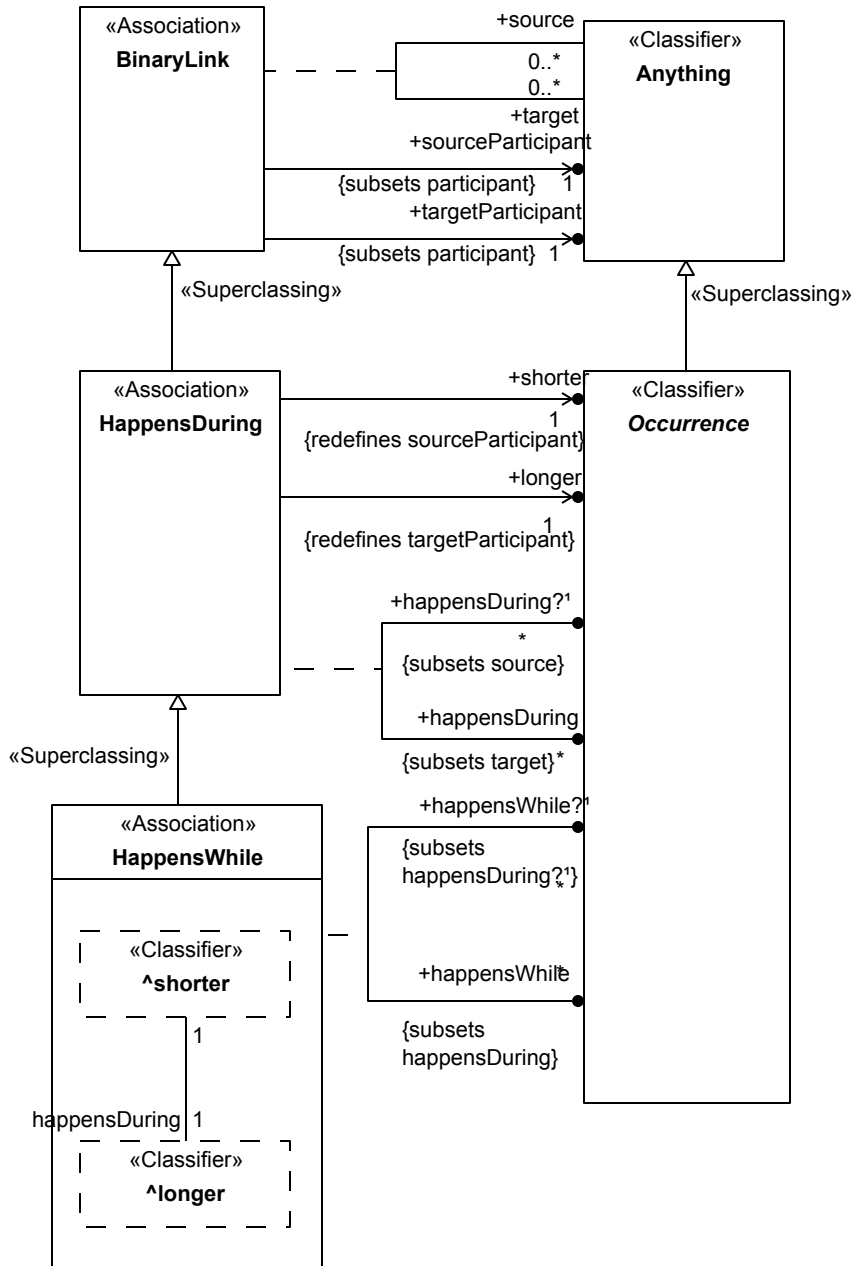 «Association»
BinaryLink
+source
«Classifier»
Anything
0..*
0..*
+target
+sourceParticipant
{subsets participant} 1
+targetParticipant
{subsets participant} 1
«Superclassing»
«Superclassing»
«Association»
HappensDuring
+shorter
«Classifier»
Occurrence
1
{redefines sourceParticipant}
+longer
1
{redefines targetParticipant}
+happensDuring?¹
*
{subsets source}
+happensDuring
{subsets target} *
«Superclassing»
+happensWhile?¹
«Association»
HappensWhile
{subsets
happensDuring?¹}
*
«Classifier»
^shorter
+happensWhile *
1
{subsets
happensDuring}
happensDuring 1
«Classifier»
^longer